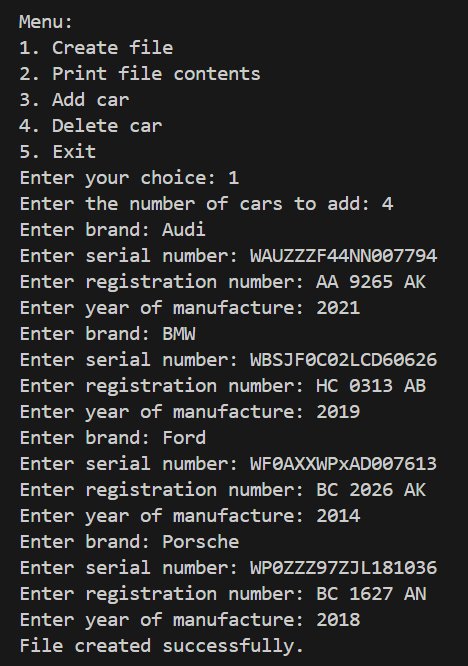 Menu:
1. Create file
2. Print file contents
3. Add car
4. Delete car
5. Exit
Enter your choice: 1
Enter the number of cars to add: 4
Enter brand: Audi
Enter serial number: WAUZZZF44NN007794
Enter registration number: AA 9265 AK
Enter year of manufacture: 2021
Enter brand: BMW
Enter serial number: WBSJF0C02LCD60626
Enter registration number: HC 0313 AB
Enter year of manufacture: 2019
Enter brand: Ford
Enter serial number: WF0AXXWPxAD007613
Enter registration number: BC 2026 AK
Enter year of manufacture: 2014
Enter brand: Porsche
Enter serial number: WP0ZZZ97ZJL181036
Enter registration number: BC 1627 AN
Enter year of manufacture: 2018
File created successfully.